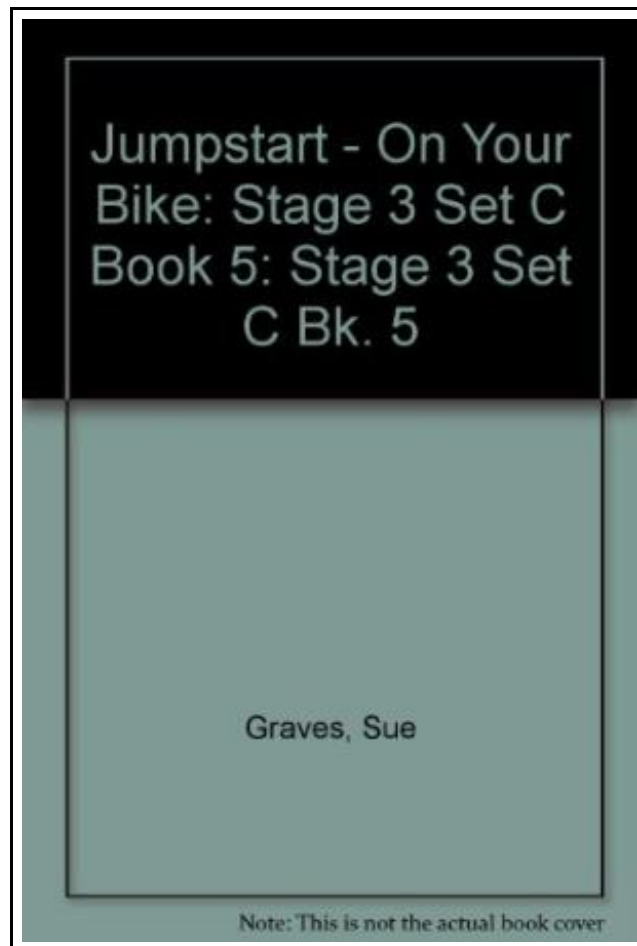 Jumpstart - On Your
Bike: Stage 3 Set C
Book 5: Stage 3 Set
C Bk. 5
Graves, Sue
Note: This is not the actual book cover